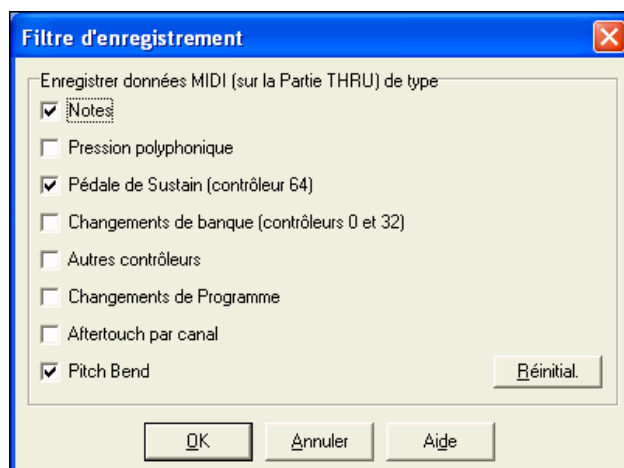 Filtre d'enregistrement
Enregistrer données MIDI (sur la Partie THRU) de type
Notes
Pression polyphonique
Pédale de Sustain (contrôleur 64)
Changements de banque (contrôleurs 0 et 32)
Autres contrôleurs
Changements de Programme
Aftertouch par canal
Pitch Bend
Réinitial.
OK Annuler Aide